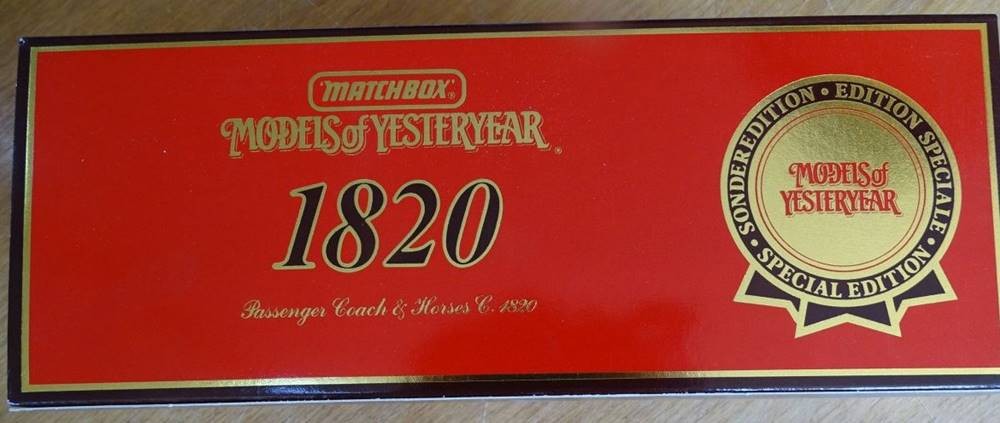 "MATCHBOX"®
MODELS of YESTERYEAR®
1820
Passenger Coach & Horses C. 1820
SONDEREDITION • EDITION SPECIALE • SPECIAL EDITION •
MODELS of
YESTERYEAR